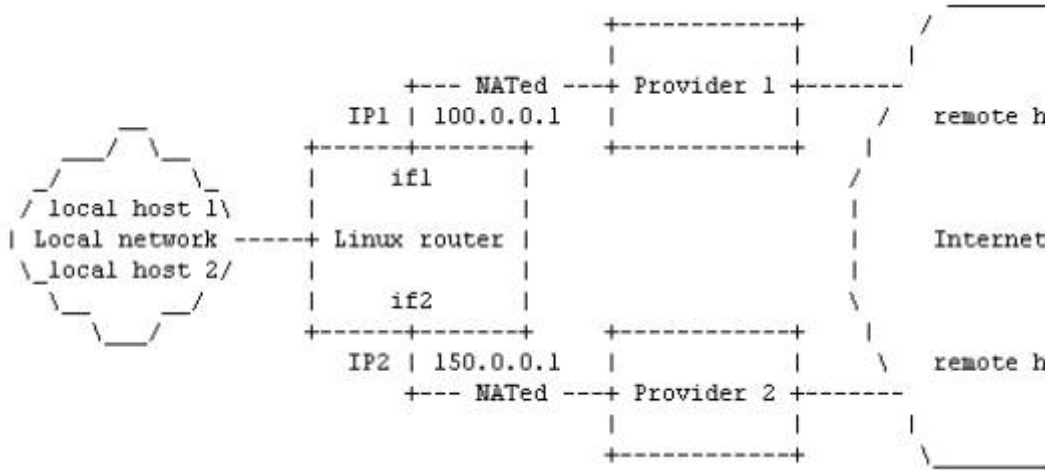 NATed Provider 1
IP1 100.0.0.1 remote h
if1
local host 1
Local network Linux router Internet
local host 2
if2
IP2 150.0.0.1 remote h
NATed Provider 2